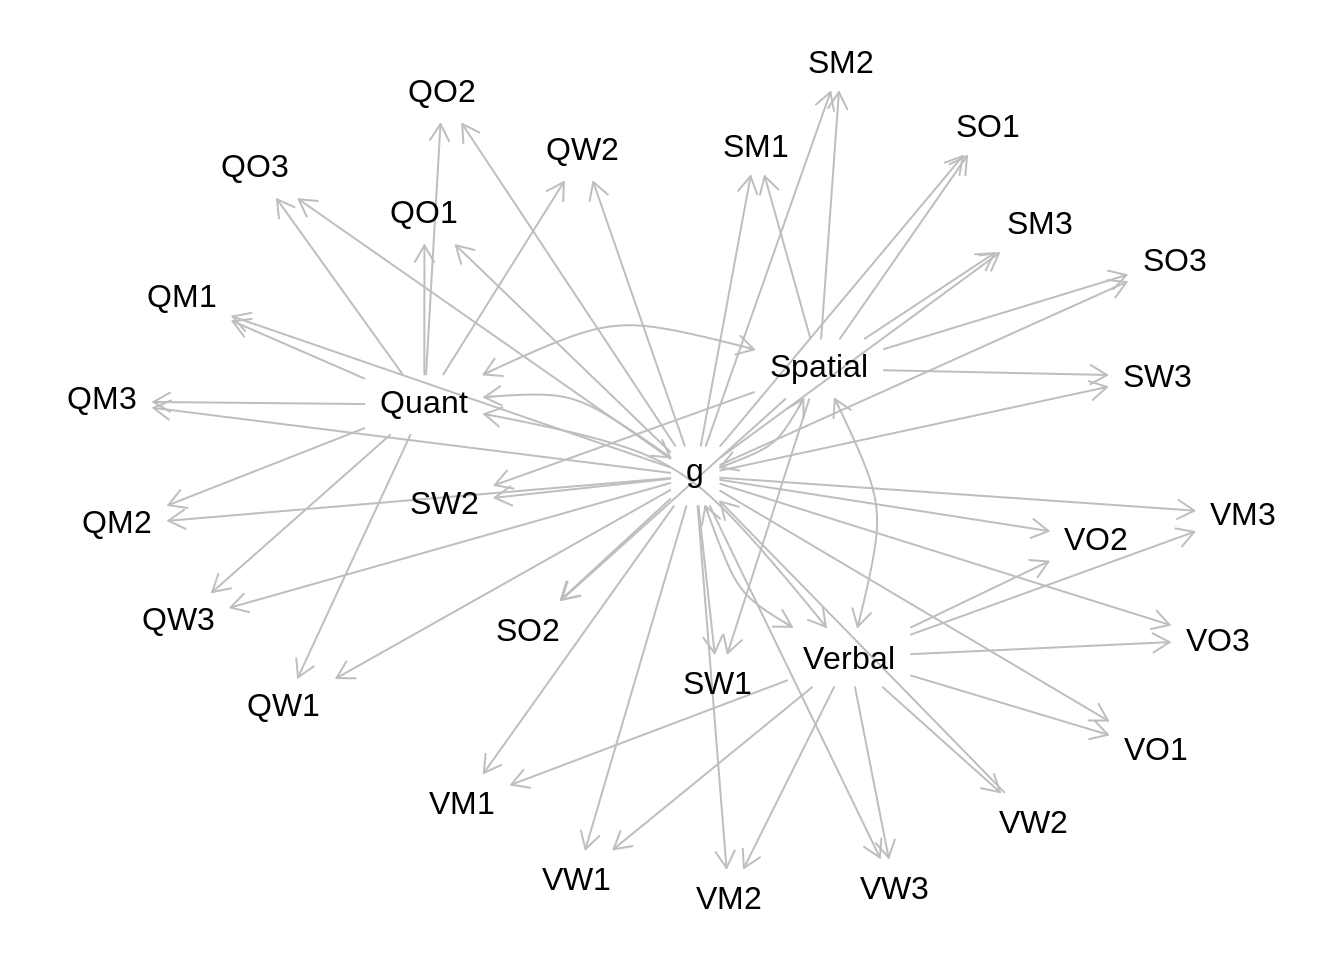 SM2
QO2
SO1
SM1
QW2
QO3
QO1
SM3
SO3
QM1
Spatial
SW3
QM3
Quant
g
SW2
VM3
QM2
VO2
QW3
SO2
VO3
Verbal
SW1
QW1
VO1
VM1
VW2
VW1
VW3
VM2